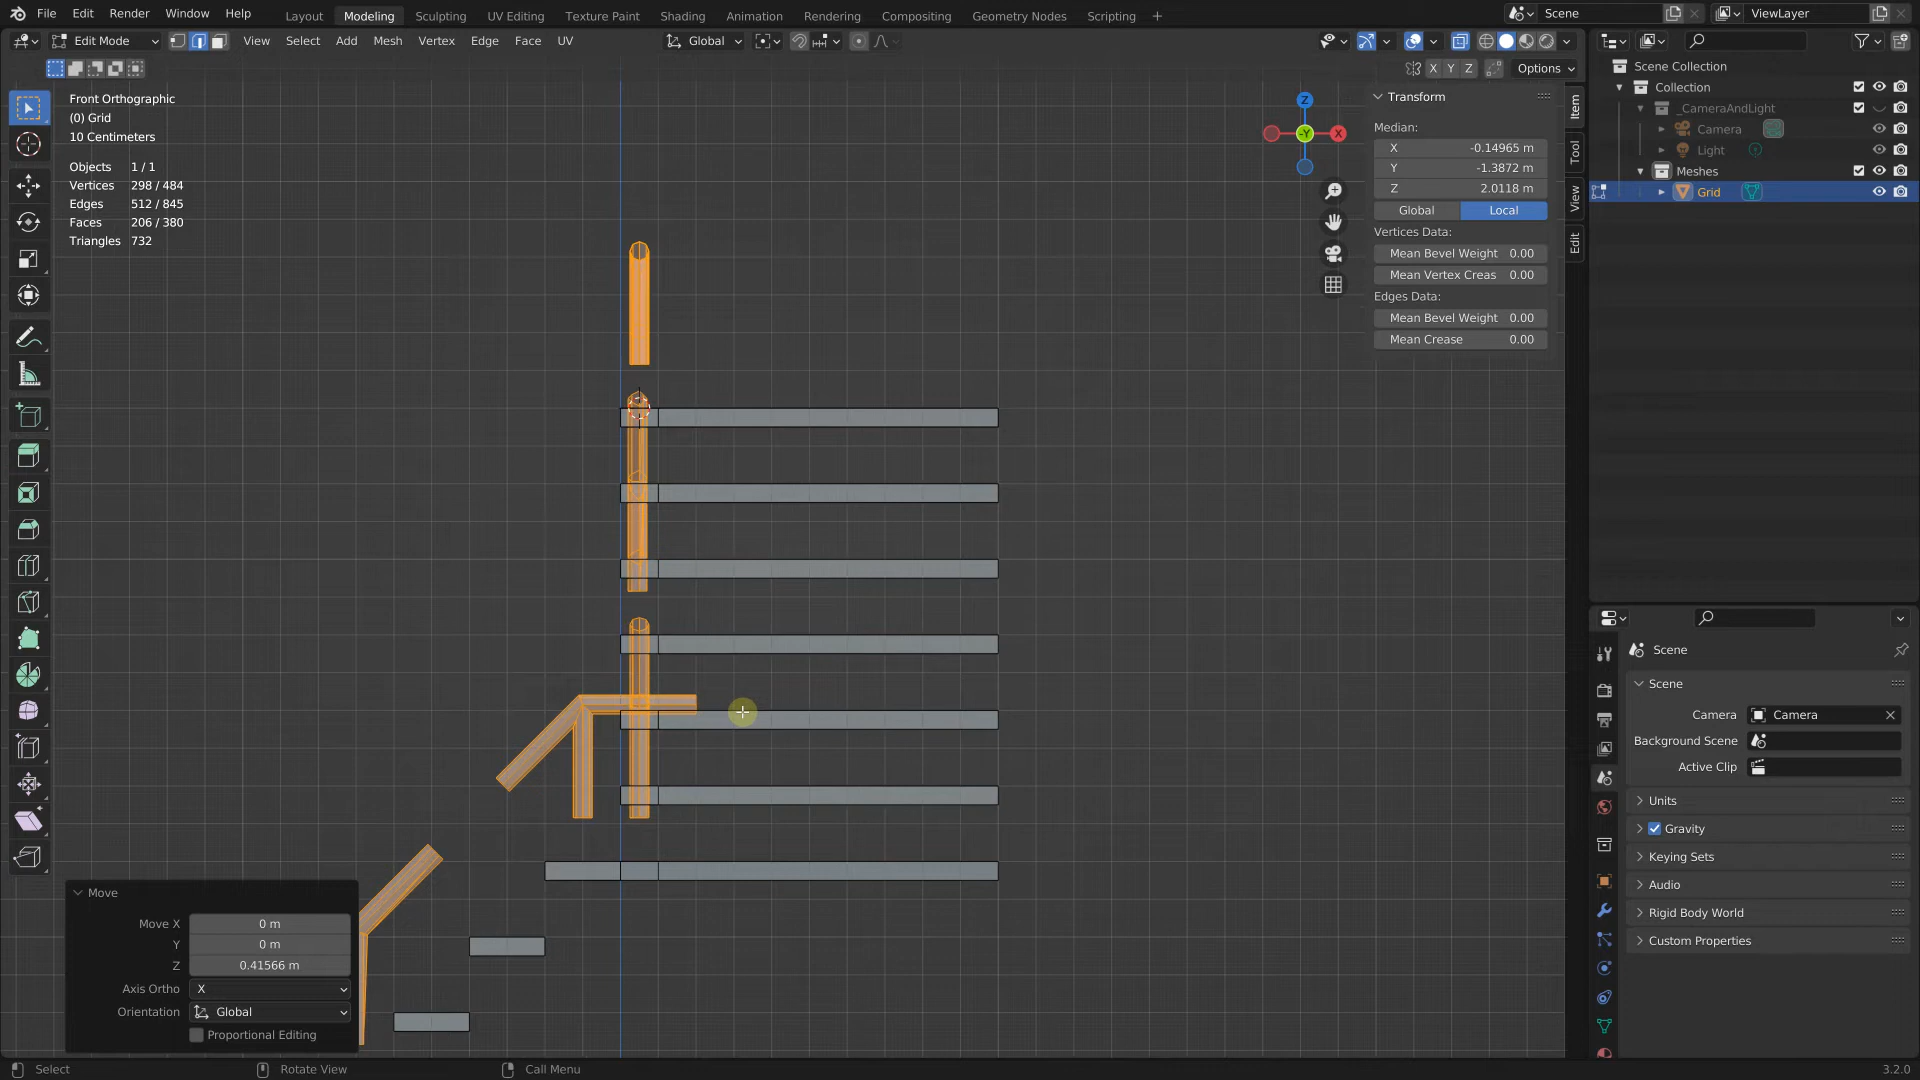 File Edit Render Window Help Layout Modeling Sculpting UV Editing Texture Paint Shading Animation Rendering Compositing Geometry Nodes Scripting + Scene ViewLayer
Edit Mode View Select Add Mesh Vertex Edge Face UV Global
X Y Z Options
Front Orthographic
(0) Grid
10 Centimeters
Objects 1 / 1
Vertices 298 / 484
Edges 512 / 845
Faces 206 / 380
Triangles 732
Z
-Y
X
Transform
Median:
X -0.14965 m
Y -1.3872 m
Z 2.0118 m
Global Local
Vertices Data:
Mean Bevel Weight 0.00
Mean Vertex Creas 0.00
Edges Data:
Mean Bevel Weight 0.00
Mean Crease 0.00
Item
Tool
View
Edit
Scene Collection
Collection
_CameraAndLight
Camera
Light
Meshes
Grid
Scene
Scene
Camera Camera
Background Scene
Active Clip
Units
Gravity
Keying Sets
Audio
Rigid Body World
Custom Properties
Move
Move X 0 m
Y 0 m
Z 0.41566 m
Axis Ortho X
Orientation Global
Proportional Editing
Select Rotate View Call Menu 3.2.0